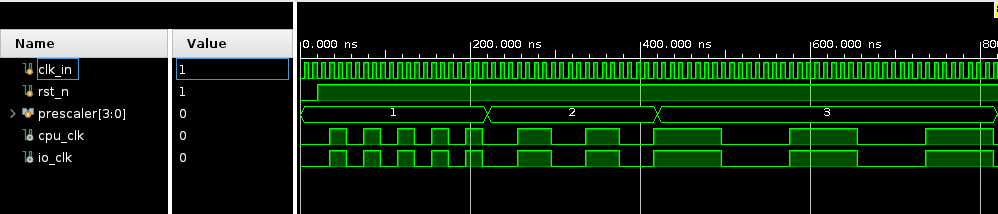 Name Value
0.000 ns 200.000 ns 400.000 ns 600.000 ns 80
clk_in 1
rst_n 1
prescaler[3:0] 0 1 2 3
cpu_clk 0
io_clk 0